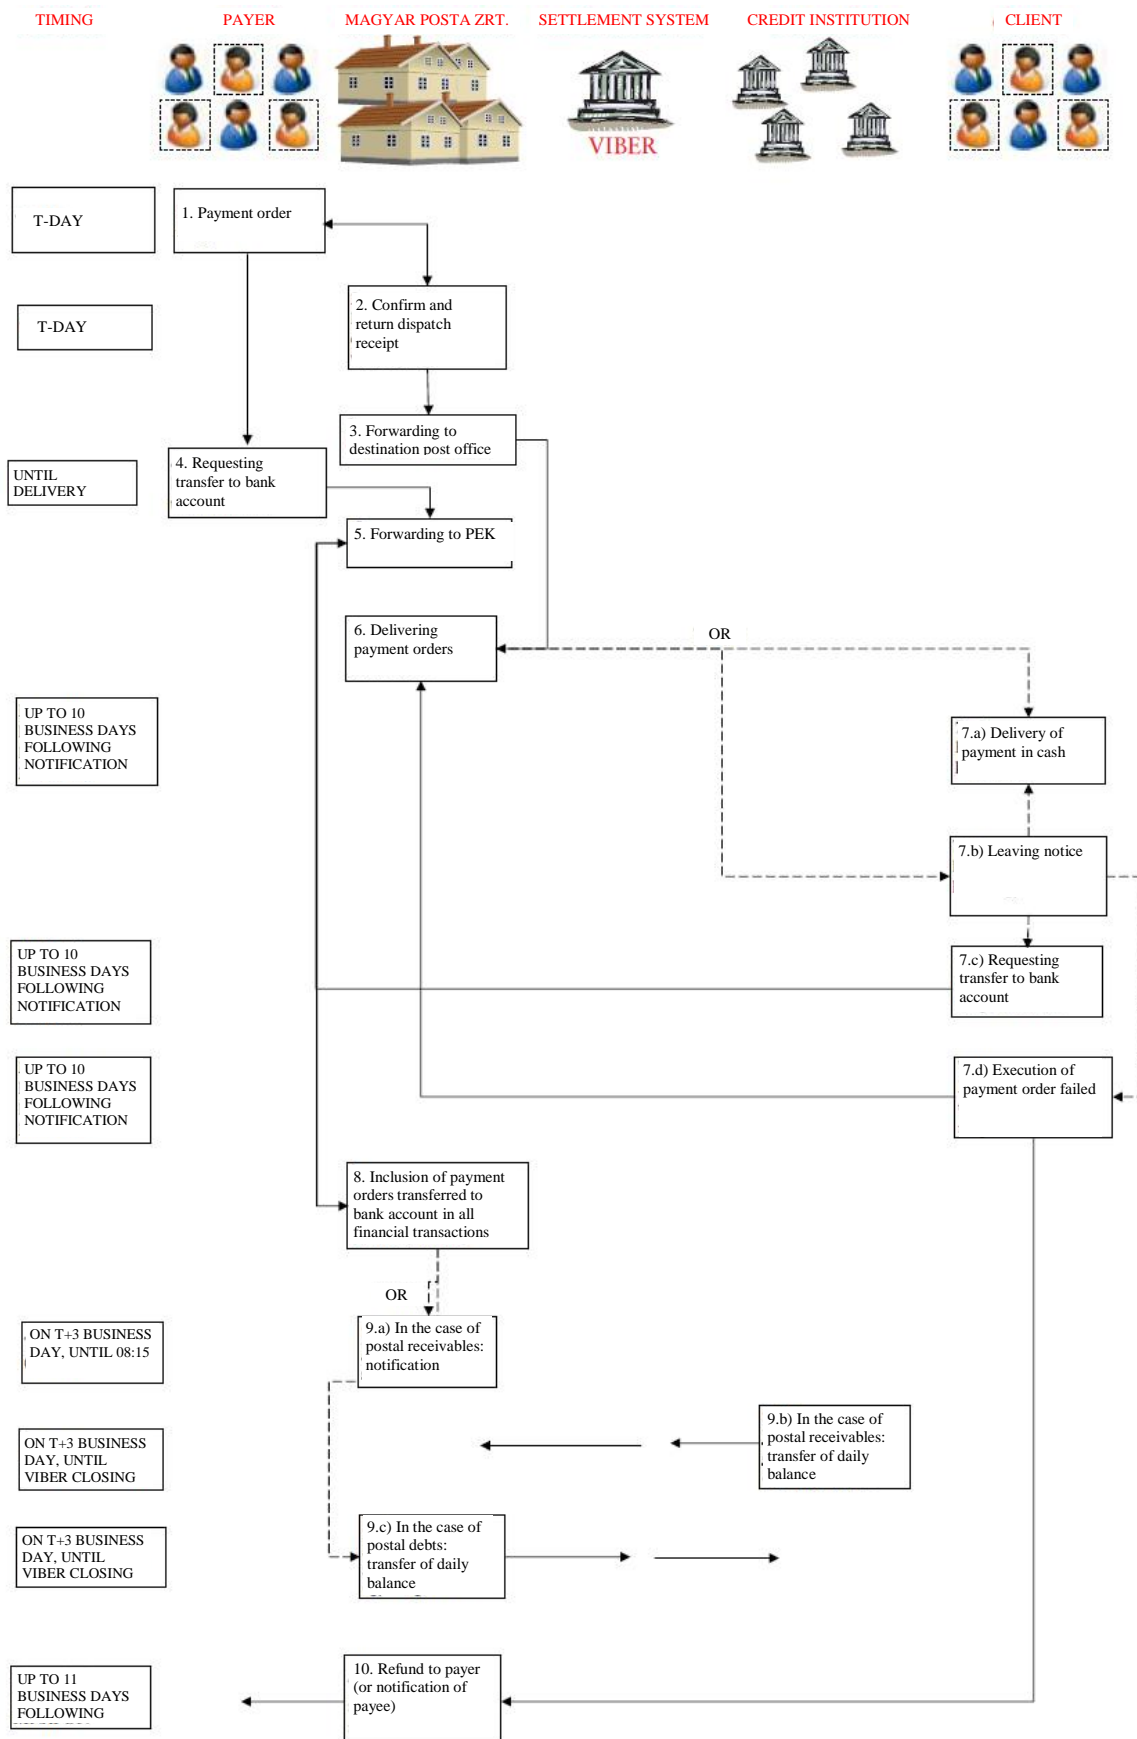 TIMING
PAYER
MAGYAR POSTA ZRT.
SETTLEMENT SYSTEM
CREDIT INSTITUTION
CLIENT
VIBER
T-DAY
1. Payment order
T-DAY
2. Confirm and
return dispatch
receipt
3. Forwarding to
destination post office
UNTIL
DELIVERY
4. Requesting
transfer to bank
account
5. Forwarding to PEK
6. Delivering
payment orders
OR
UP TO 10
BUSINESS DAYS
FOLLOWING
NOTIFICATION
7.a) Delivery of
payment in cash
7.b) Leaving notice
UP TO 10
BUSINESS DAYS
FOLLOWING
NOTIFICATION
7.c) Requesting
transfer to bank
account
UP TO 10
BUSINESS DAYS
FOLLOWING
NOTIFICATION
7.d) Execution of
payment order failed
8. Inclusion of payment
orders transferred to
bank account in all
financial transactions
OR
ON T+3 BUSINESS
DAY, UNTIL 08:15
9.a) In the case of
postal receivables:
notification
ON T+3 BUSINESS
DAY, UNTIL
VIBER CLOSING
9.b) In the case of
postal receivables:
transfer of daily
balance
ON T+3 BUSINESS
DAY, UNTIL
VIBER CLOSING
9.c) In the case of
postal debts:
transfer of daily
balance
UP TO 11
BUSINESS DAYS
FOLLOWING
10. Refund to payer
(or notification of
payee)